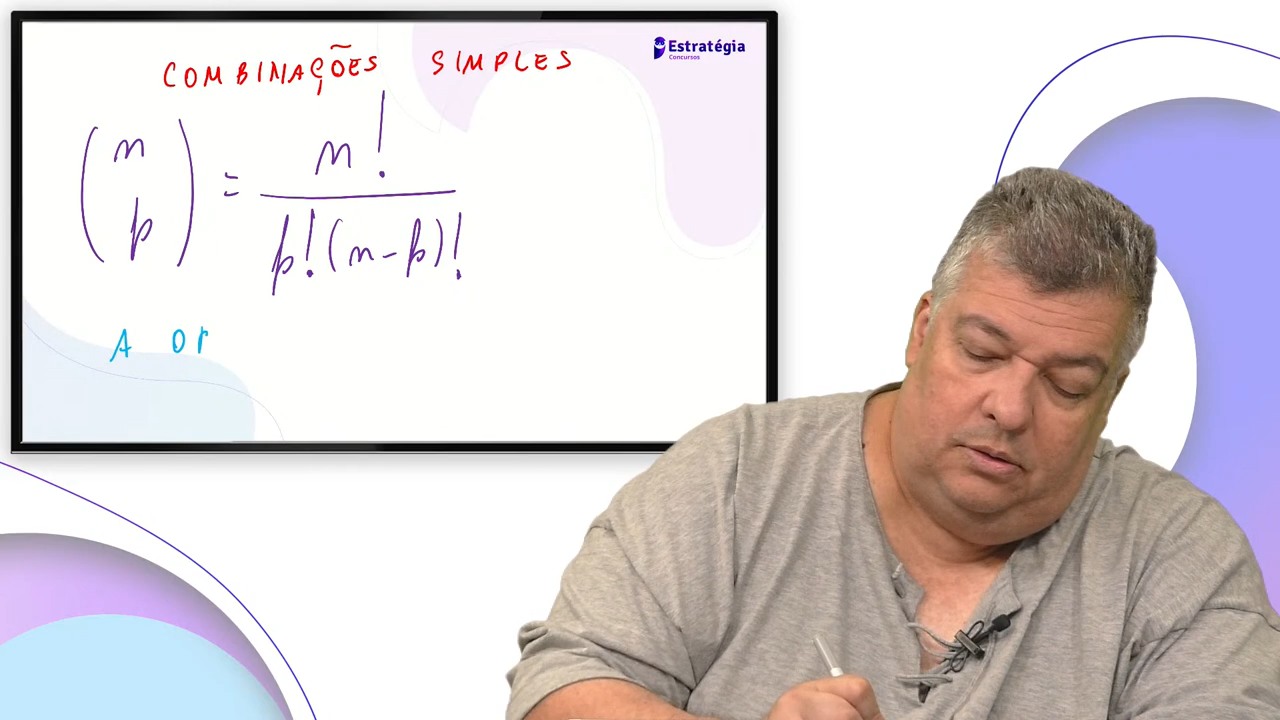 COMBINAÇÕES SIMPLES
Estratégia
Concursos
(n p) = n! / p!(n-p)!
A OR